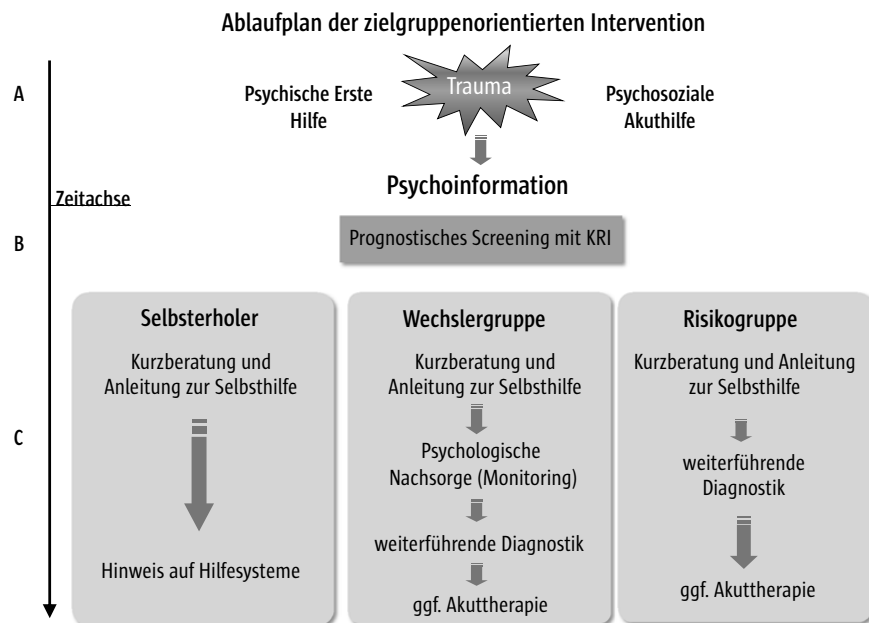 Ablaufplan der zielgruppenorientierten Intervention
A
Psychische Erste
Hilfe
Trauma
Psychosoziale
Akuthilfe
Psychoinformation
Zeitachse
B
Prognostisches Screening mit KRI
Selbsterholer
Kurzberatung und
Anleitung zur Selbsthilfe
Hinweis auf Hilfesysteme
Wechslergruppe
Kurzberatung und
Anleitung zur Selbsthilfe
Psychologische
Nachsorge (Monitoring)
weiterführende Diagnostik
ggf. Akuttherapie
Risikogruppe
Kurzberatung und Anleitung
zur Selbsthilfe
weiterführende
Diagnostik
ggf. Akuttherapie
C